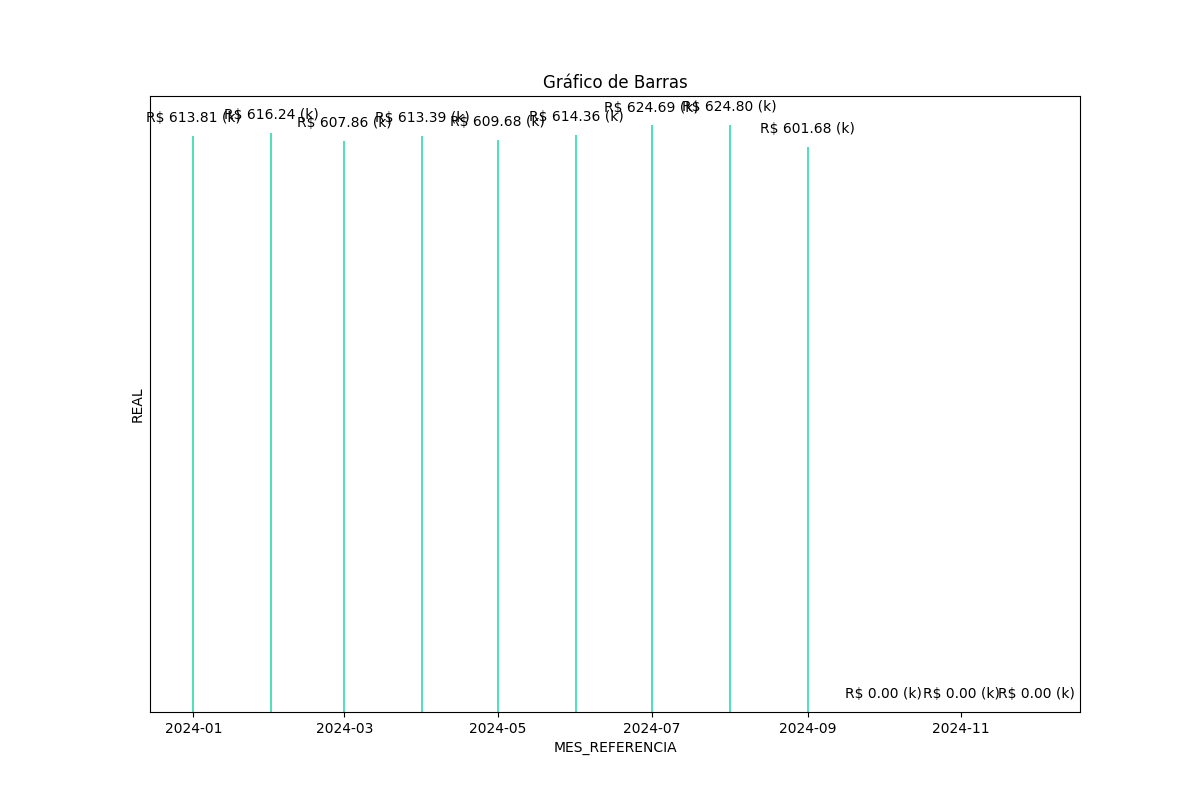 Gráfico de Barras
R$ 613.81 (k)
R$ 616.24 (k)
R$ 607.86 (k)
R$ 613.39 (k)
R$ 609.68 (k)
R$ 614.36 (k)
R$ 624.69 (k)
R$ 624.80 (k)
R$ 601.68 (k)
R$ 0.00 (k)
R$ 0.00 (k)
R$ 0.00 (k)
REAL
2024-01 2024-03 2024-05 2024-07 2024-09 2024-11
MES_REFERENCIA